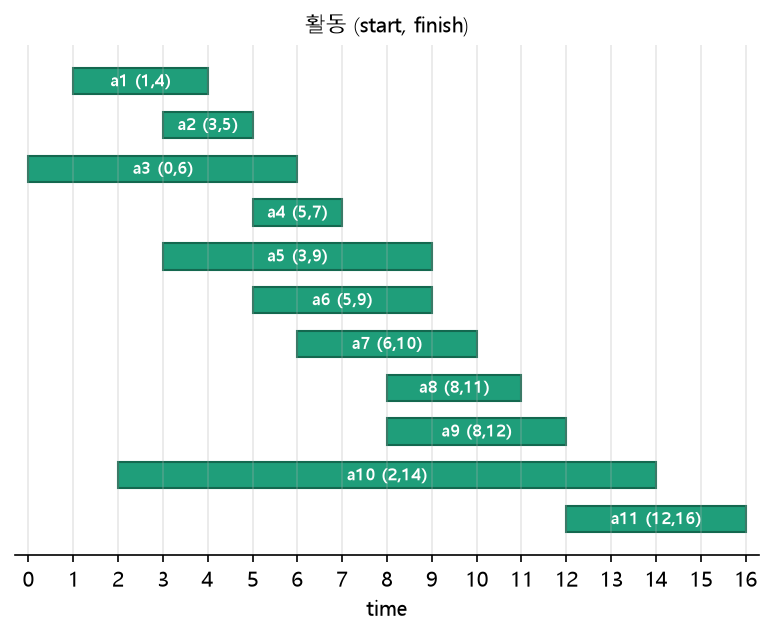 활동 (start, finish)
a1 (1,4)
a2 (3,5)
a3 (0,6)
a4 (5,7)
a5 (3,9)
a6 (5,9)
a7 (6,10)
a8 (8,11)
a9 (8,12)
a10 (2,14)
a11 (12,16)
0 1 2 3 4 5 6 7 8 9 10 11 12 13 14 15 16
time